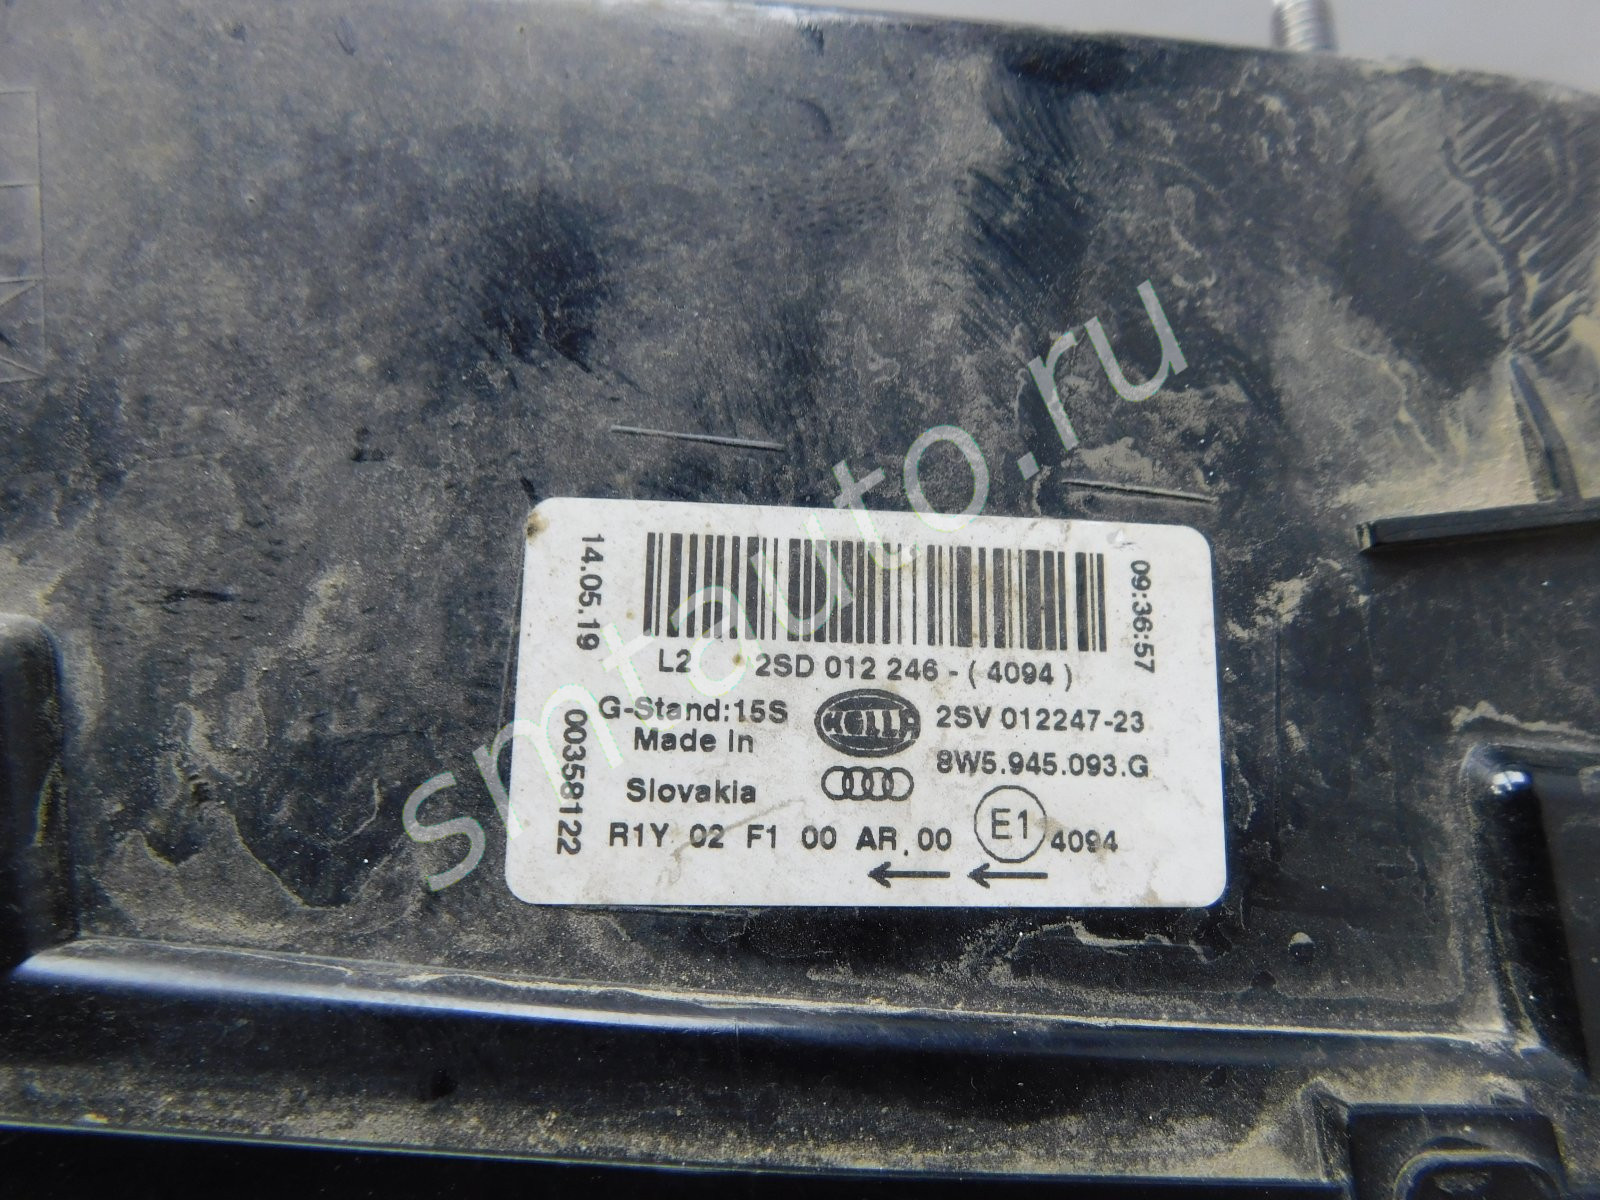 14.05.19
09:36:57
L2 2SD 012 246 - ( 4094 )
G-Stand:15S
HELLA
2SV 012247-23
Made in
8W5.945.093.G
Slovakia
00358122
R1Y 02 F1 00 AR.00 E1 4094
smtauto.ru